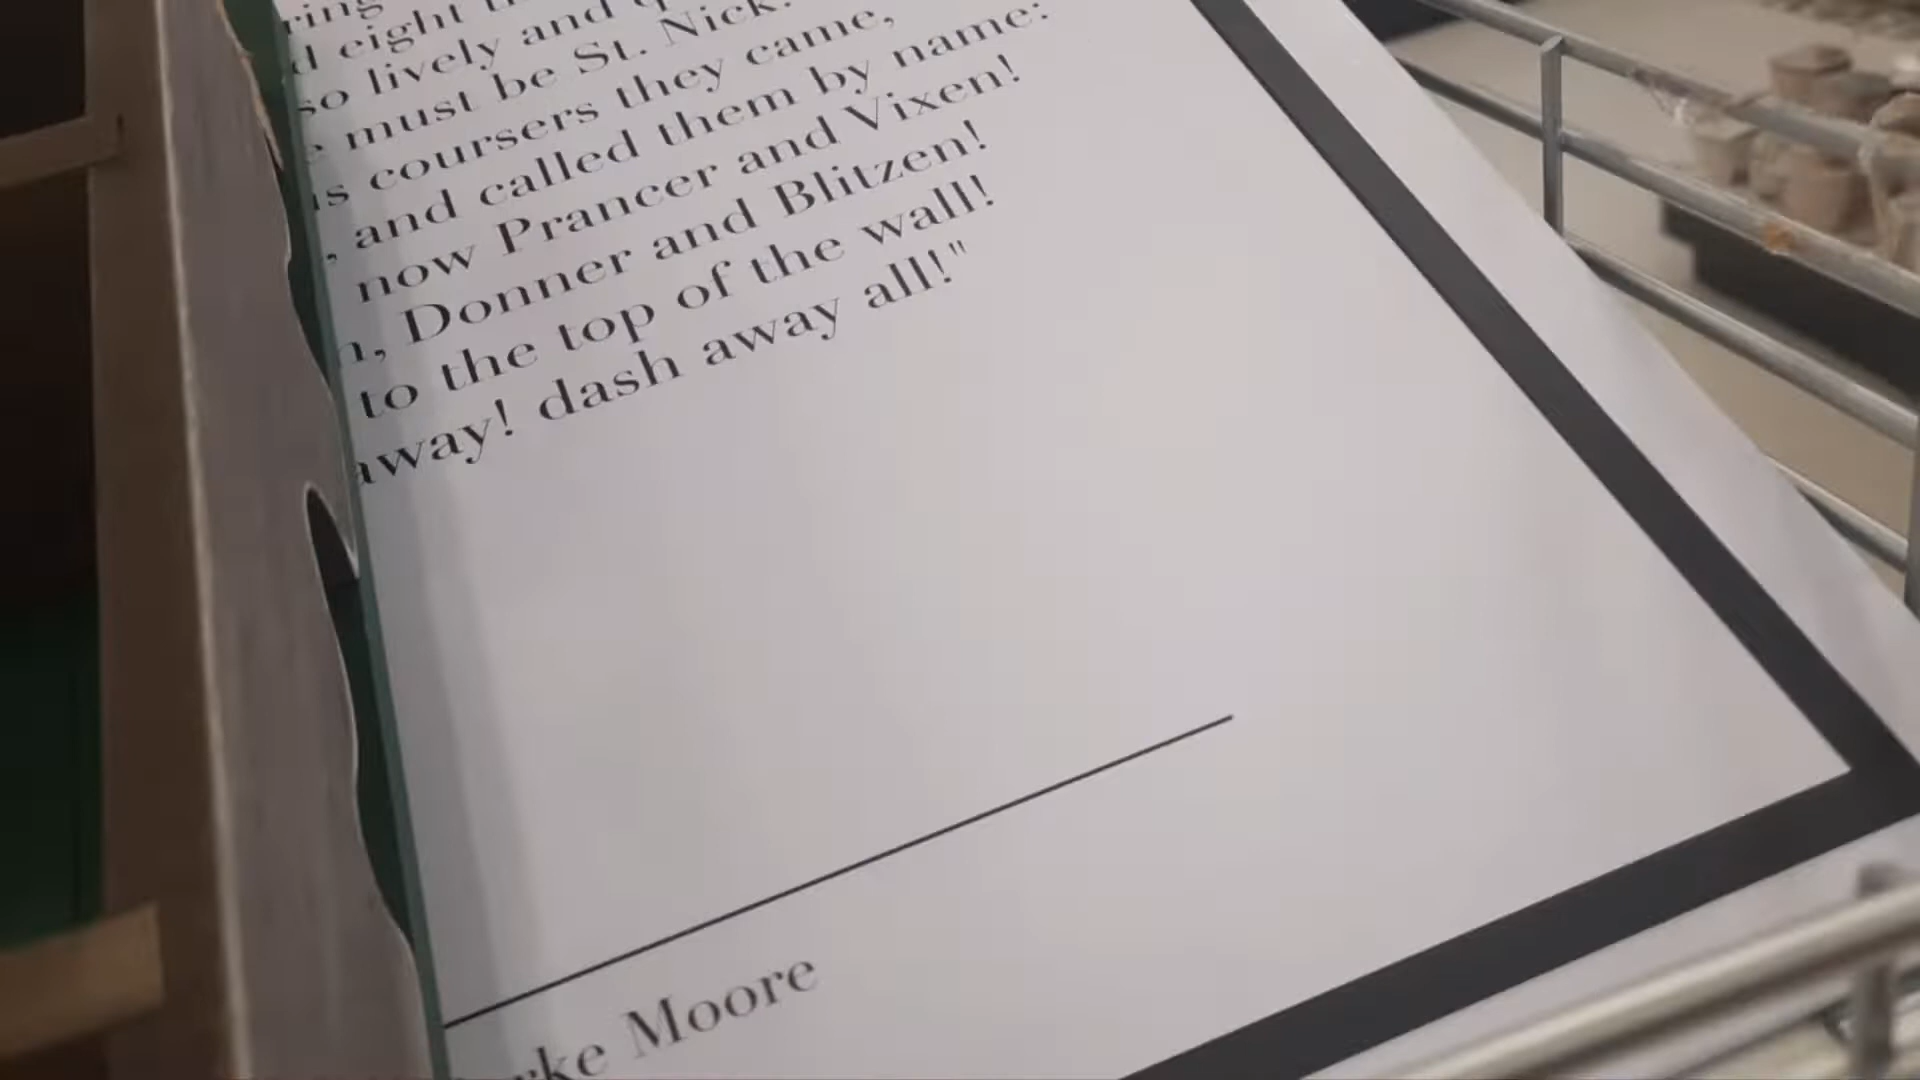 ring
eight
so lively and
must be St. Nick.
coursers they came,
, and called them by name:
now Prancer and Vixen!
, Donner and Blitzen!
to the top of the wall!
away! dash away all!"
rke Moore